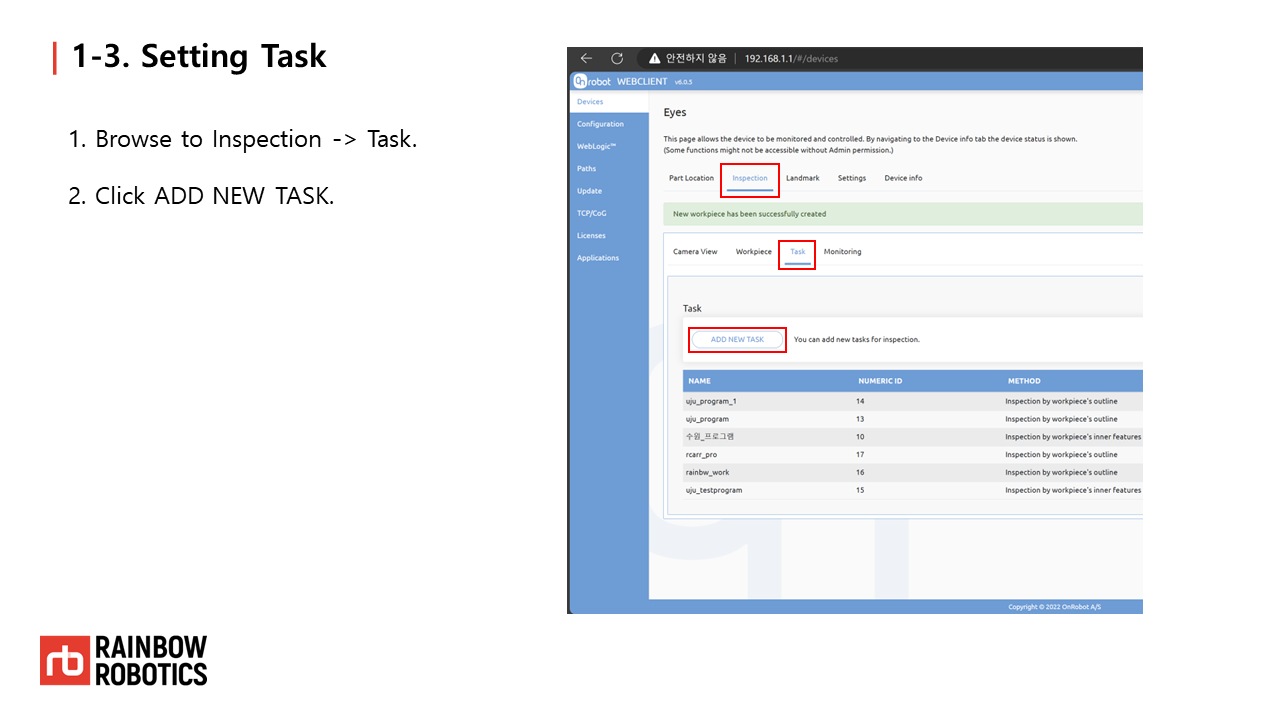 1-3. Setting Task
1. Browse to Inspection -> Task.
2. Click ADD NEW TASK.
안전하지 않음 | 192.168.1.1/#/devices
OnRobot WEBCLIENT v6.0.5
Devices
Configuration
WebLogic™
Paths
Update
TCP/CoG
Licenses
Applications
Eyes
This page allows the device to be monitored and controlled. By navigating to the Device info tab the device status is shown.
(Some functions might not be accessible without Admin permission.)
Part Location Inspection Landmark Settings Device info
New workpiece has been successfully created
Camera View Workpiece Task Monitoring
Task
ADD NEW TASK You can add new tasks for inspection.
NAME NUMERIC ID METHOD
uju_program_1 14 Inspection by workpiece's outline
uju_program 13 Inspection by workpiece's outline
수원_프로그램 10 Inspection by workpiece's inner features
rcarr_pro 17 Inspection by workpiece's outline
rainbw_work 16 Inspection by workpiece's outline
uju_testprogram 15 Inspection by workpiece's inner features
Copyright © 2022 OnRobot A/S
rb RAINBOW
ROBOTICS